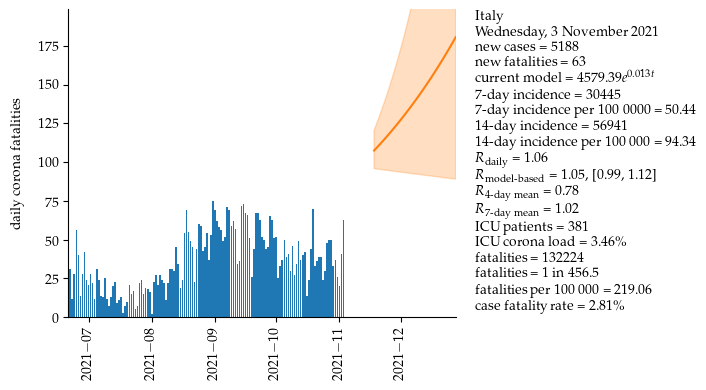 daily corona fatalities
175
150
125
100
75
50
25
0
2021−07
2021−08
2021−09
2021−10
2021−11
2021−12
Italy
Wednesday, 3 November 2021
new cases = 5188
new fatalities = 63
current model = 4579.39e^0.013t
7-day incidence = 30445
7-day incidence per 100 0000 = 50.44
14-day incidence = 56941
14-day incidence per 100 000 = 94.34
R_daily = 1.06
R_model-based = 1.05, [0.99, 1.12]
R_4-day mean = 0.78
R_7-day mean = 1.02
ICU patients = 381
ICU corona load = 3.46%
fatalities = 132224
fatalities = 1 in 456.5
fatalities per 100 000 = 219.06
case fatality rate = 2.81%